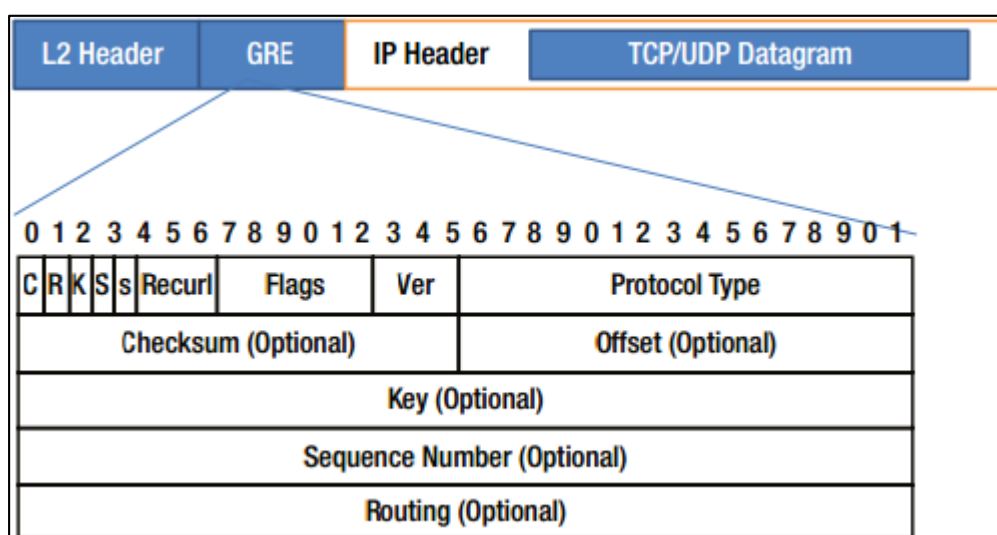 L2 Header GRE IP Header TCP/UDP Datagram
0 1 2 3 4 5 6 7 8 9 0 1 2 3 4 5 6 7 8 9 0 1 2 3 4 5 6 7 8 9 0 1
C R K S s Recurl Flags Ver Protocol Type
Checksum (Optional) Offset (Optional)
Key (Optional)
Sequence Number (Optional)
Routing (Optional)